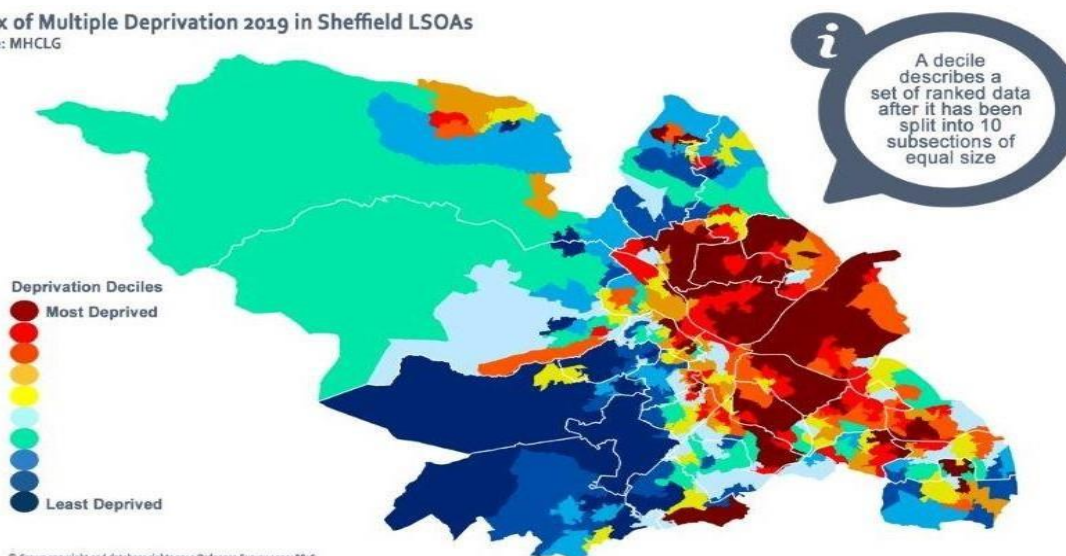 x of Multiple Deprivation 2019 in Sheffield LSOAs
: MHCLG
i
A decile
describes a
set of ranked data
after it has been
split into 10
subsections of
equal size
Deprivation Deciles
Most Deprived
Least Deprived